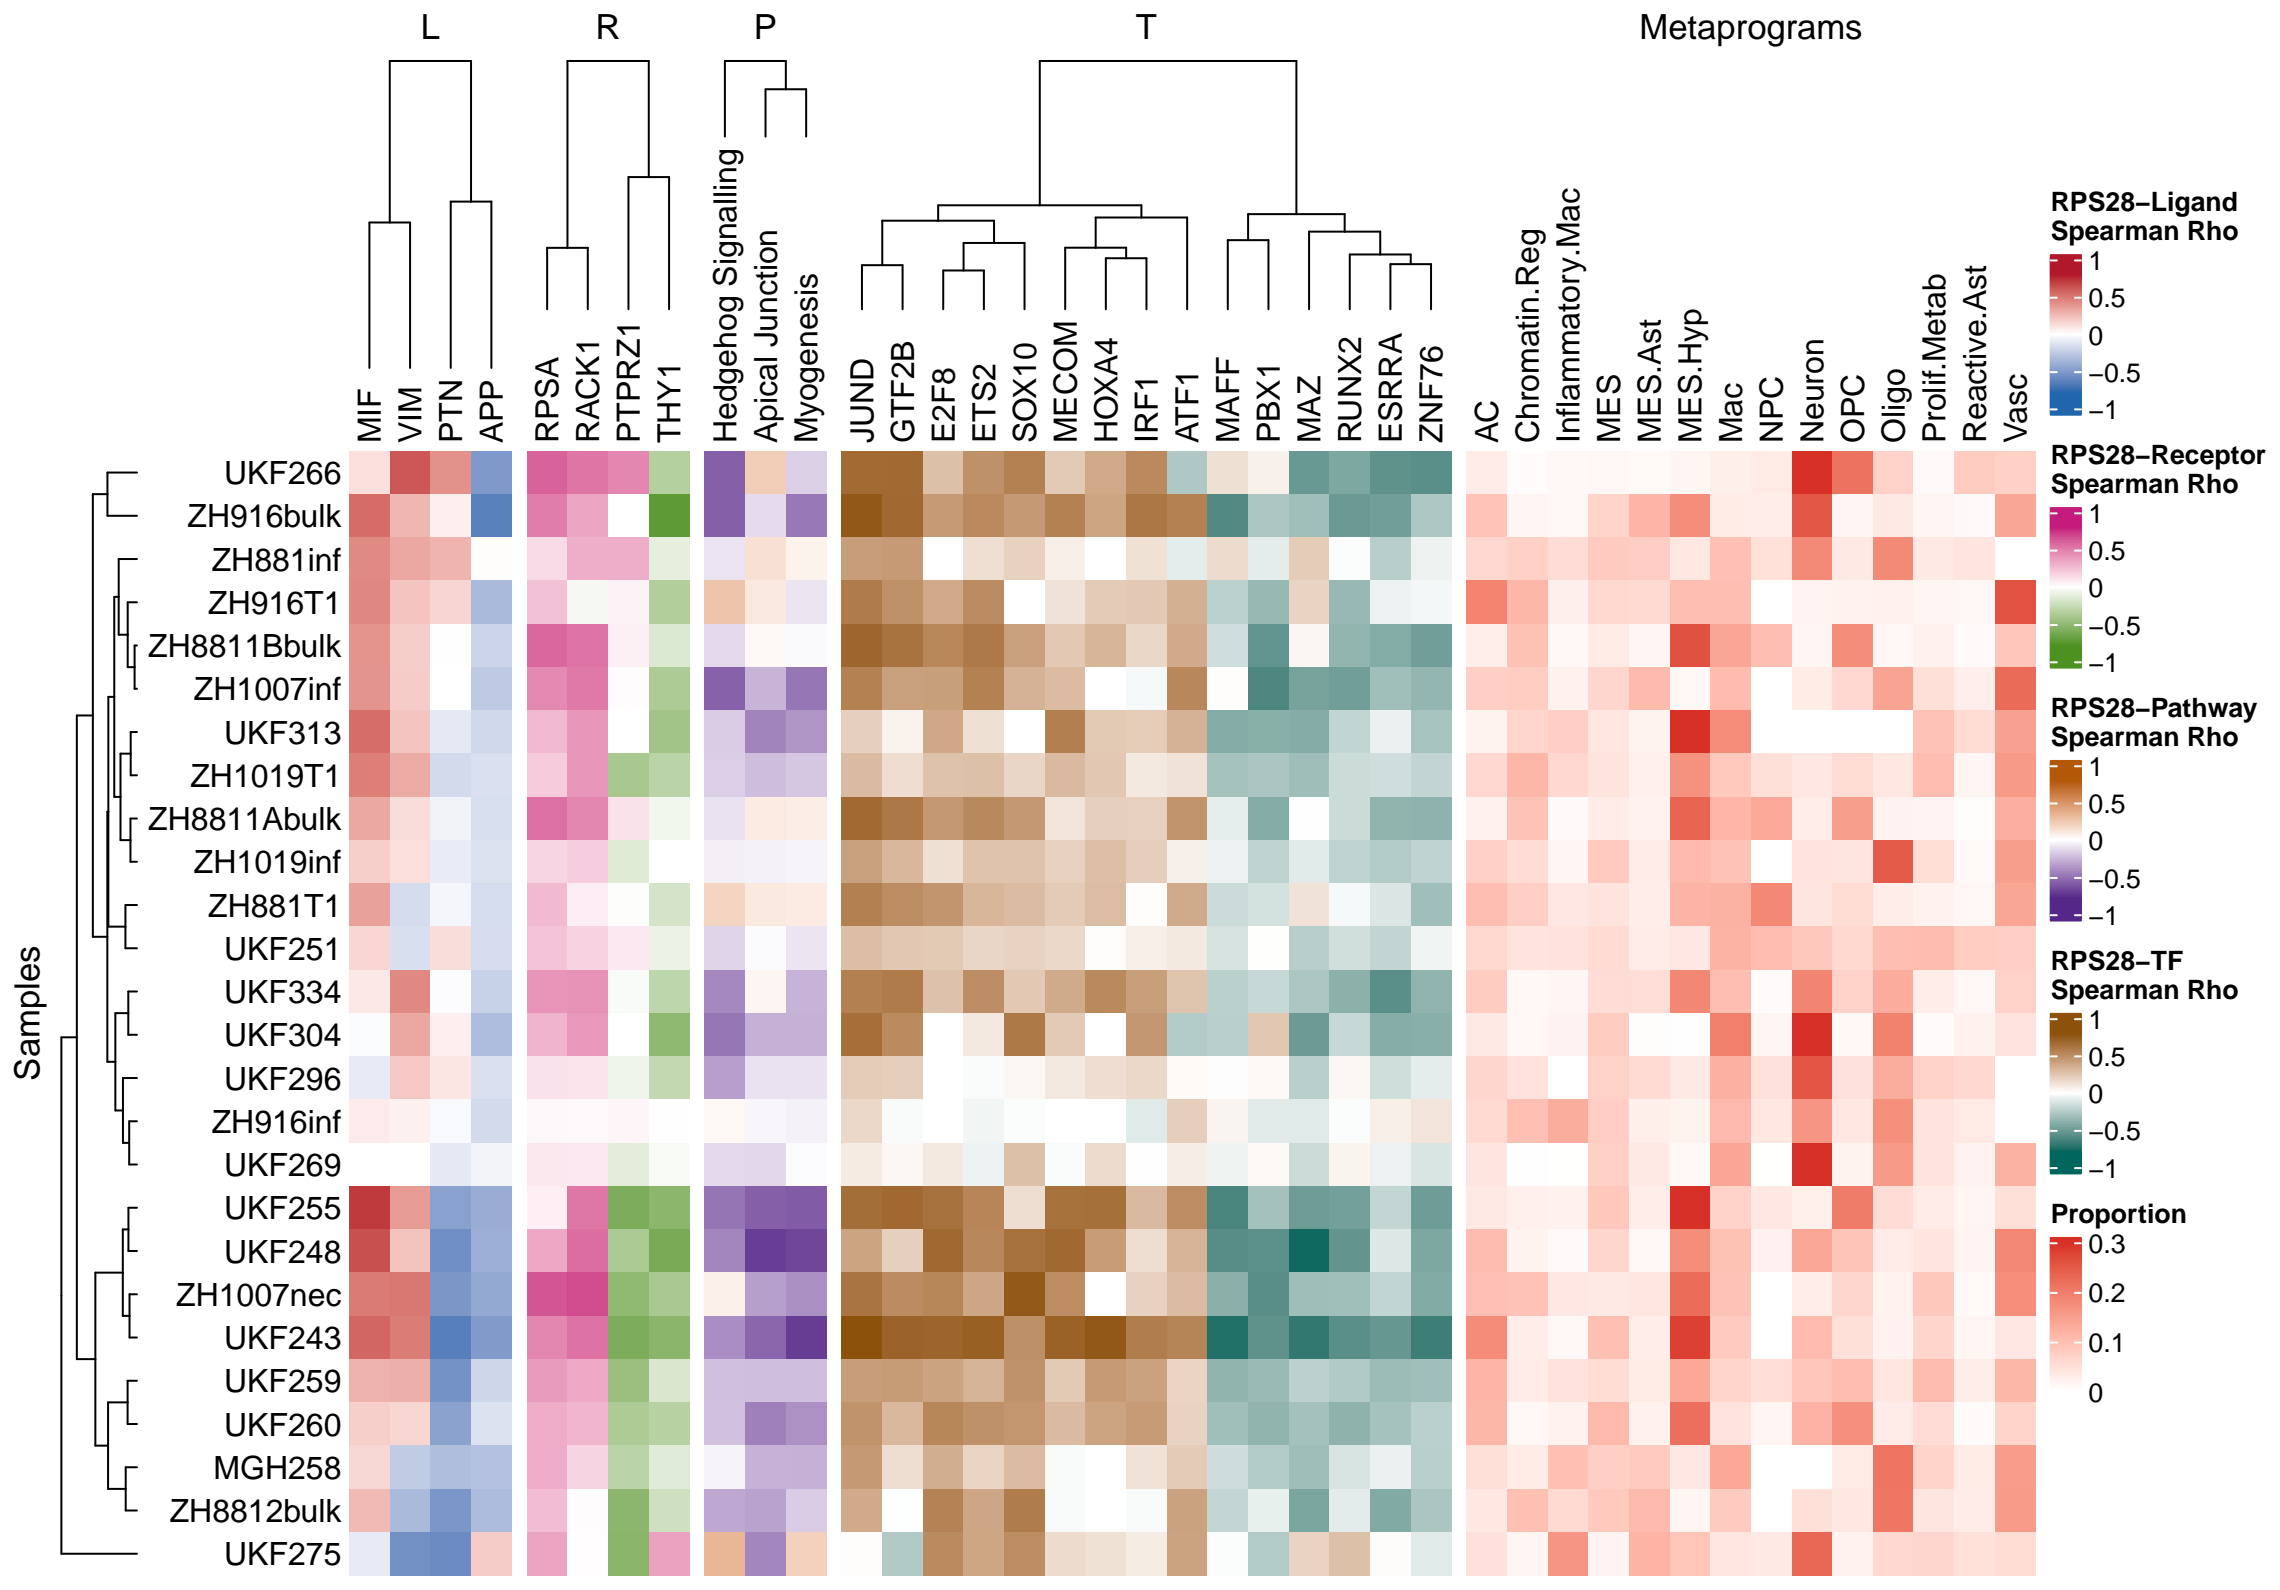 L
R
P
T
Metaprograms
MIF
VIM
PTN
APP
RPSA
RACK1
PTPRZ1
THY1
Hedgehog Signalling
Apical Junction
Myogenesis
JUND
GTF2B
E2F8
ETS2
SOX10
MECOM
HOXA4
IRF1
ATF1
MAFF
PBX1
MAZ
RUNX2
ESRRA
ZNF76
AC
Chromatin.Reg
Inflammatory.Mac
MES
MES.Ast
MES.Hyp
Mac
NPC
Neuron
OPC
Oligo
Prolif.Metab
Reactive.Ast
Vasc
Samples
UKF266
ZH916bulk
ZH881inf
ZH916T1
ZH8811Bbulk
ZH1007inf
UKF313
ZH1019T1
ZH8811Abulk
ZH1019inf
ZH881T1
UKF251
UKF334
UKF304
UKF296
ZH916inf
UKF269
UKF255
UKF248
ZH1007nec
UKF243
UKF259
UKF260
MGH258
ZH8812bulk
UKF275
RPS28−Ligand
Spearman Rho
1
0.5
0
−0.5
−1
RPS28−Receptor
Spearman Rho
1
0.5
0
−0.5
−1
RPS28−Pathway
Spearman Rho
1
0.5
0
−0.5
−1
RPS28−TF
Spearman Rho
1
0.5
0
−0.5
−1
Proportion
0.3
0.2
0.1
0